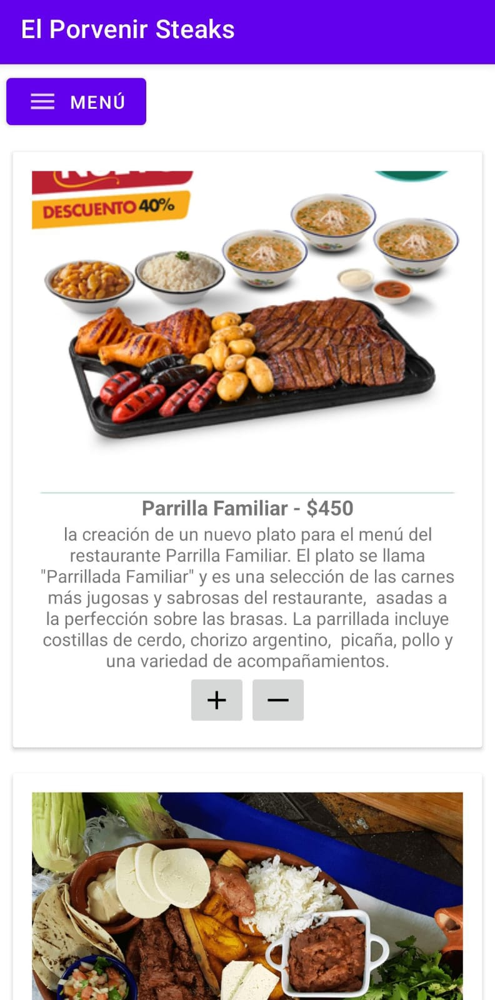 El Porvenir Steaks
MENÚ
DESCUENTO 40%
Parrilla Familiar - $450
la creación de un nuevo plato para el menú del
restaurante Parrilla Familiar. El plato se llama
"Parrillada Familiar" y es una selección de las carnes
más jugosas y sabrosas del restaurante,  asadas a
la perfección sobre las brasas. La parrillada incluye
costillas de cerdo, chorizo argentino,  picaña, pollo y
una variedad de acompañamientos.